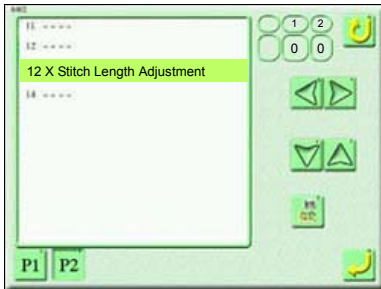 1 2
11 ----
12 ----
0 0
12 X Stitch Length Adjustment
14 ----
P1 P2